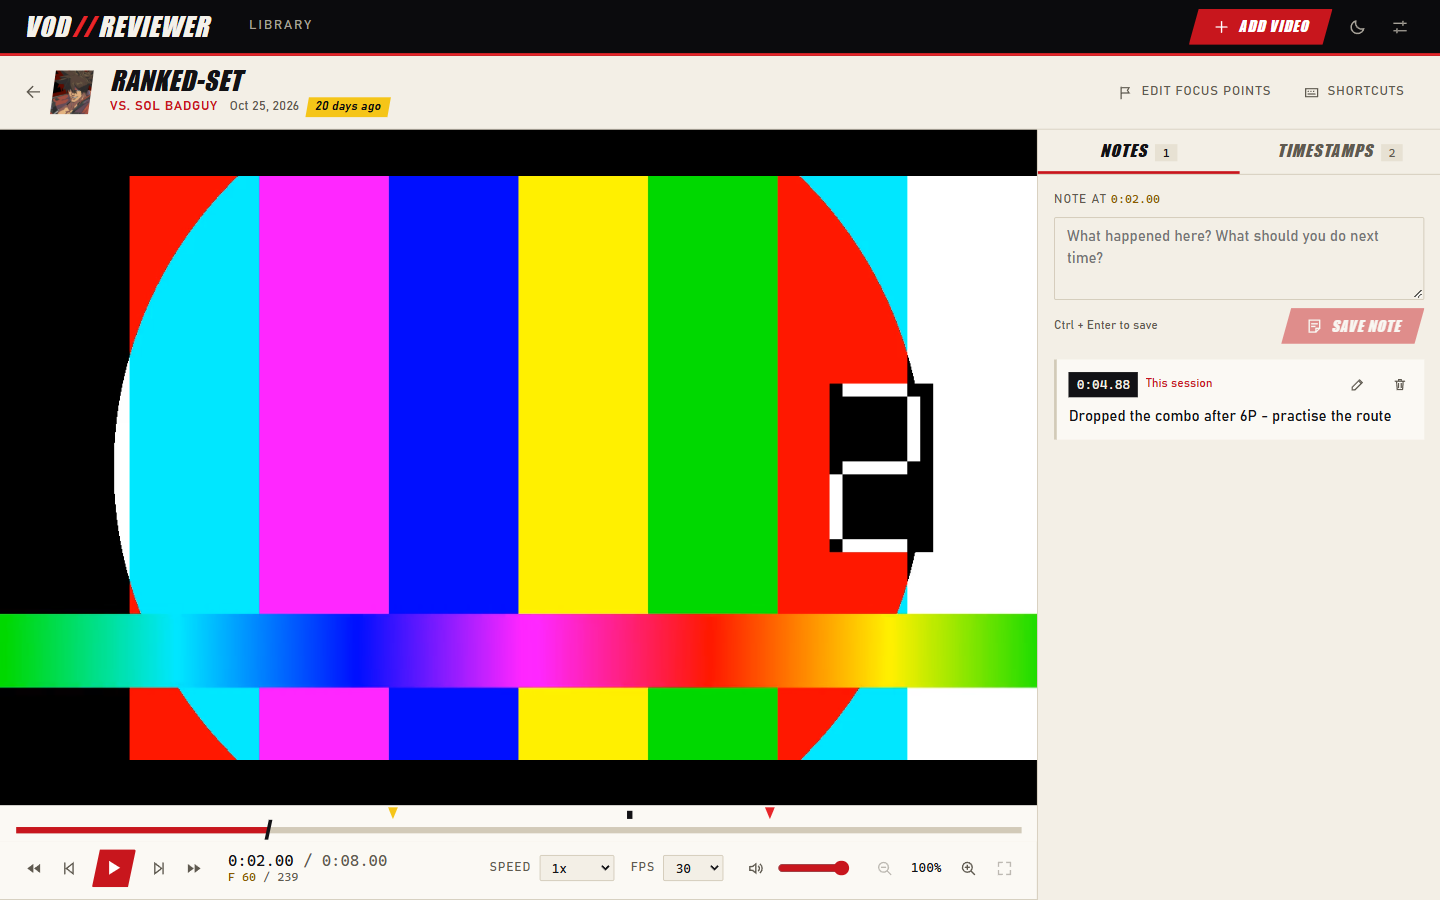 VOD//REVIEWER
LIBRARY
ADD VIDEO
RANKED-SET
VS. SOL BADGUY Oct 25, 2026 20 days ago
EDIT FOCUS POINTS
SHORTCUTS
NOTES 1
TIMESTAMPS 2
NOTE AT 0:02.00
What happened here? What should you do next
time?
Ctrl + Enter to save
SAVE NOTE
0:04.88 This session
Dropped the combo after 6P - practise the route
2
0:02.00 / 0:08.00
F 60 / 239
SPEED 1x
FPS 30
100%